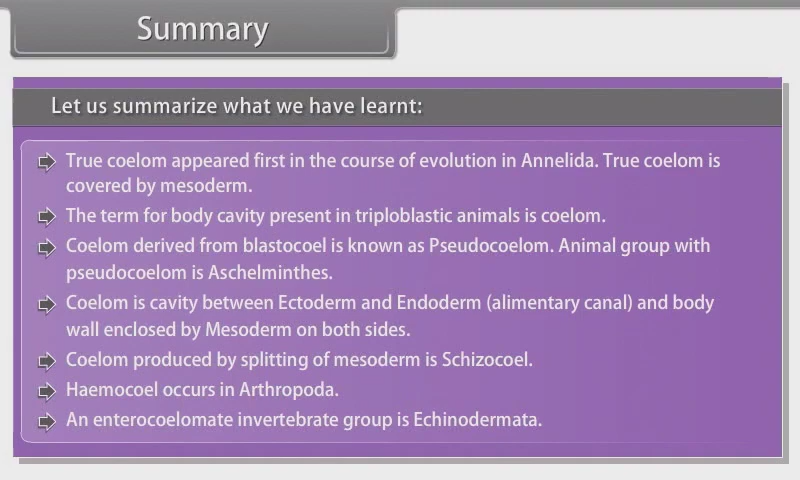 Summary
Let us summarize what we have learnt:
True coelom appeared first in the course of evolution in Annelida. True coelom is
covered by mesoderm.
The term for body cavity present in triploblastic animals is coelom.
Coelom derived from blastocoel is known as Pseudocoelom. Animal group with
pseudocoelom is Aschelminthes.
Coelom is cavity between Ectoderm and Endoderm (alimentary canal) and body
wall enclosed by Mesoderm on both sides.
Coelom produced by splitting of mesoderm is Schizocoel.
Haemocoel occurs in Arthropoda.
An enterocoelomate invertebrate group is Echinodermata.